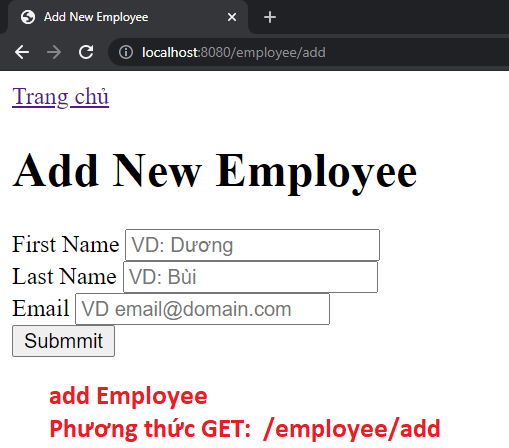 Add New Employee
localhost:8080/employee/add
Trang chủ
Add New Employee
First Name VD: Dương
Last Name VD: Bùi
Email VD email@domain.com
Submmit
add Employee
Phương thức GET: /employee/add